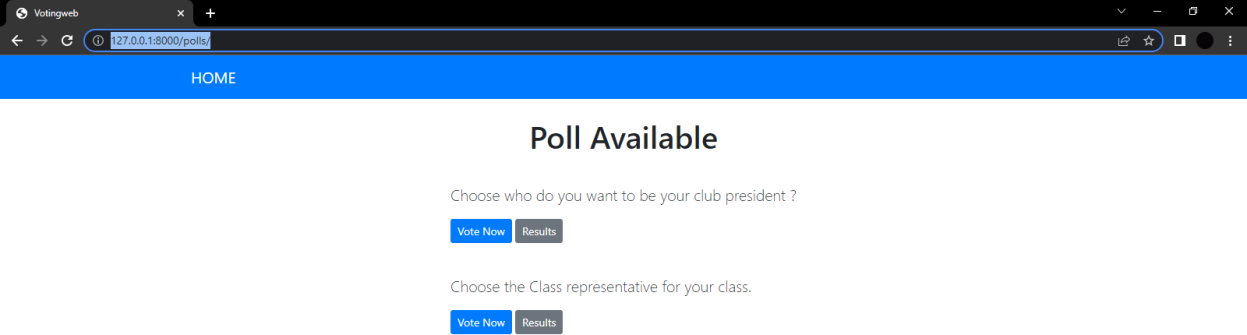 Votingweb
127.0.0.1:8000/polls/
HOME
Poll Available
Choose who do you want to be your club president ?
Vote Now Results
Choose the Class representative for your class.
Vote Now Results